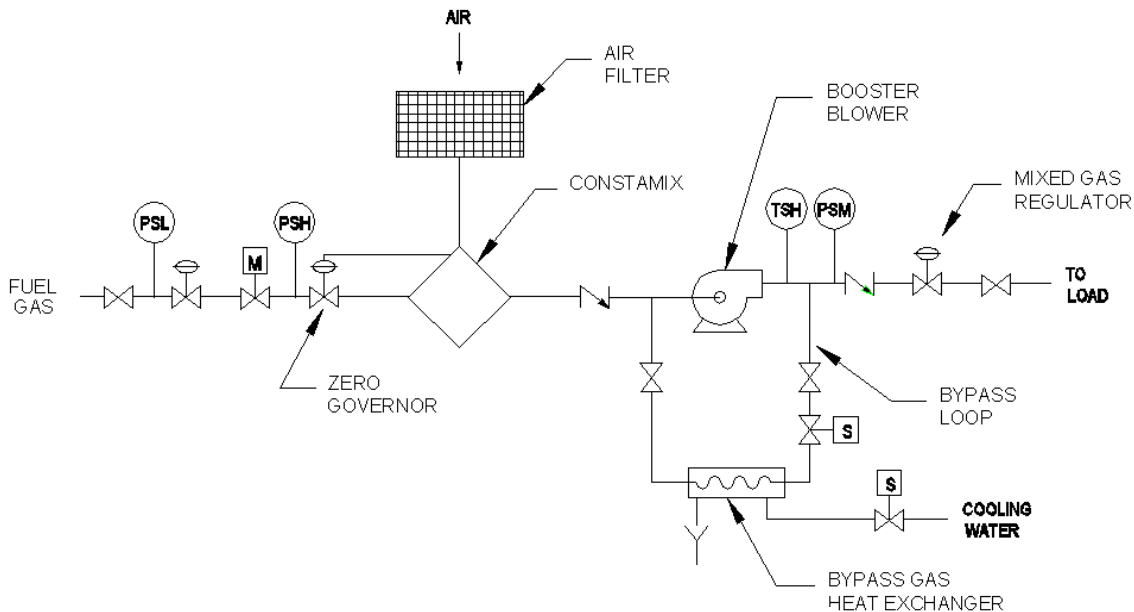 AIR
AIR
FILTER
BOOSTER
BLOWER
CONSTAMIX
MIXED GAS
REGULATOR
PSL
PSH
TSH
PSM
M
FUEL
GAS
TO
LOAD
ZERO
GOVERNOR
BYPASS
LOOP
S
S
COOLING
WATER
BYPASS GAS
HEAT EXCHANGER